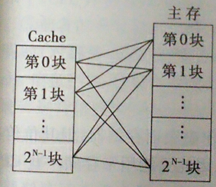 Cache
第0块
第1块
⋮
2^{N-1}块
主存
第0块
第1块
⋮
⋮
2^{N-1}块